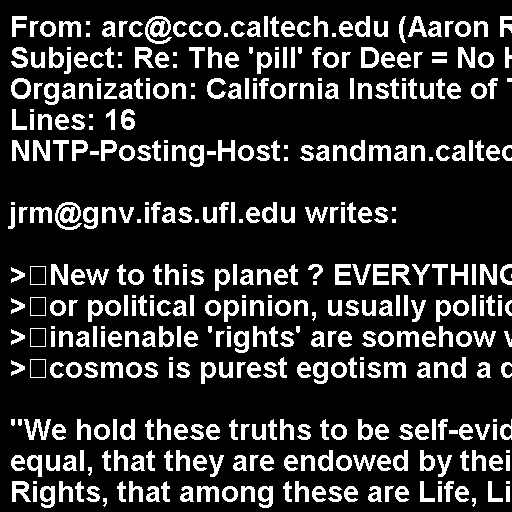 From: arc@cco.caltech.edu (Aaron R
Subject: Re: The 'pill' for Deer = No H
Organization: California Institute of T
Lines: 16
NNTP-Posting-Host: sandman.caltec
jrm@gnv.ifas.ufl.edu writes:
>□New to this planet ? EVERYTHING
>□or political opinion, usually politic
>□inalienable 'rights' are somehow v
>□cosmos is purest egotism and a d
"We hold these truths to be self-evid
equal, that they are endowed by thei
Rights, that among these are Life, Li